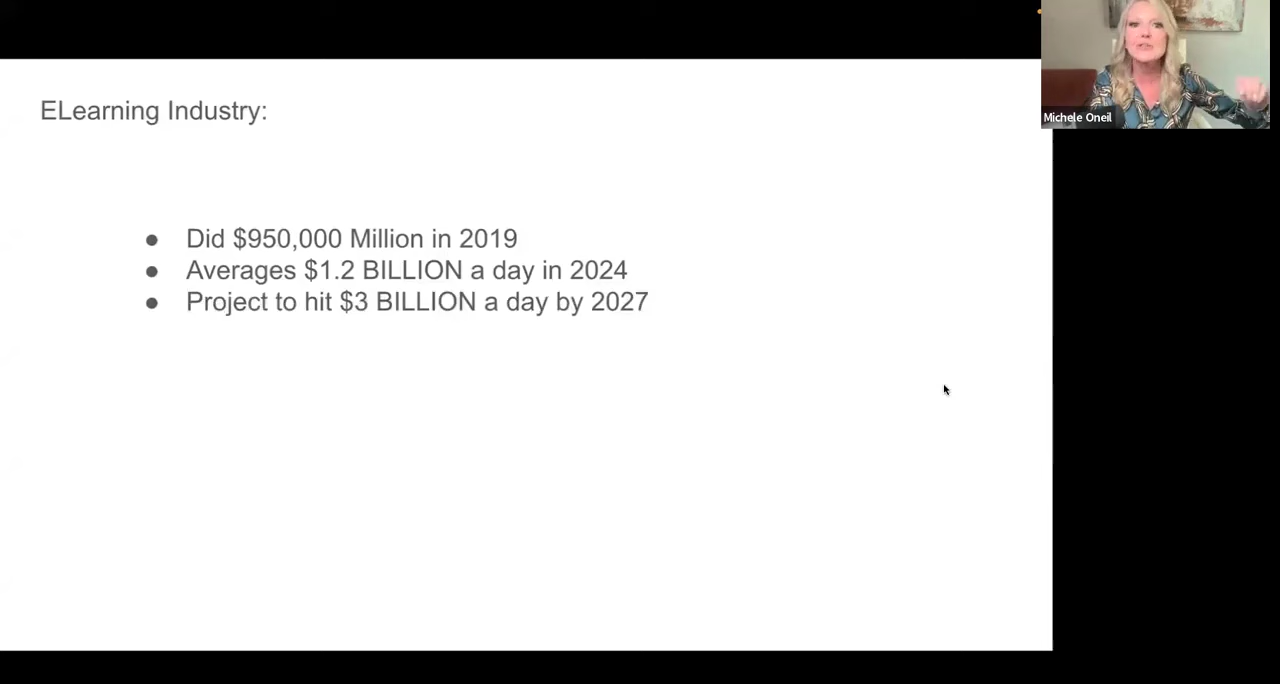 ELearning Industry:
● Did $950,000 Million in 2019
● Averages $1.2 BILLION a day in 2024
● Project to hit $3 BILLION a day by 2027
Michele Oneil